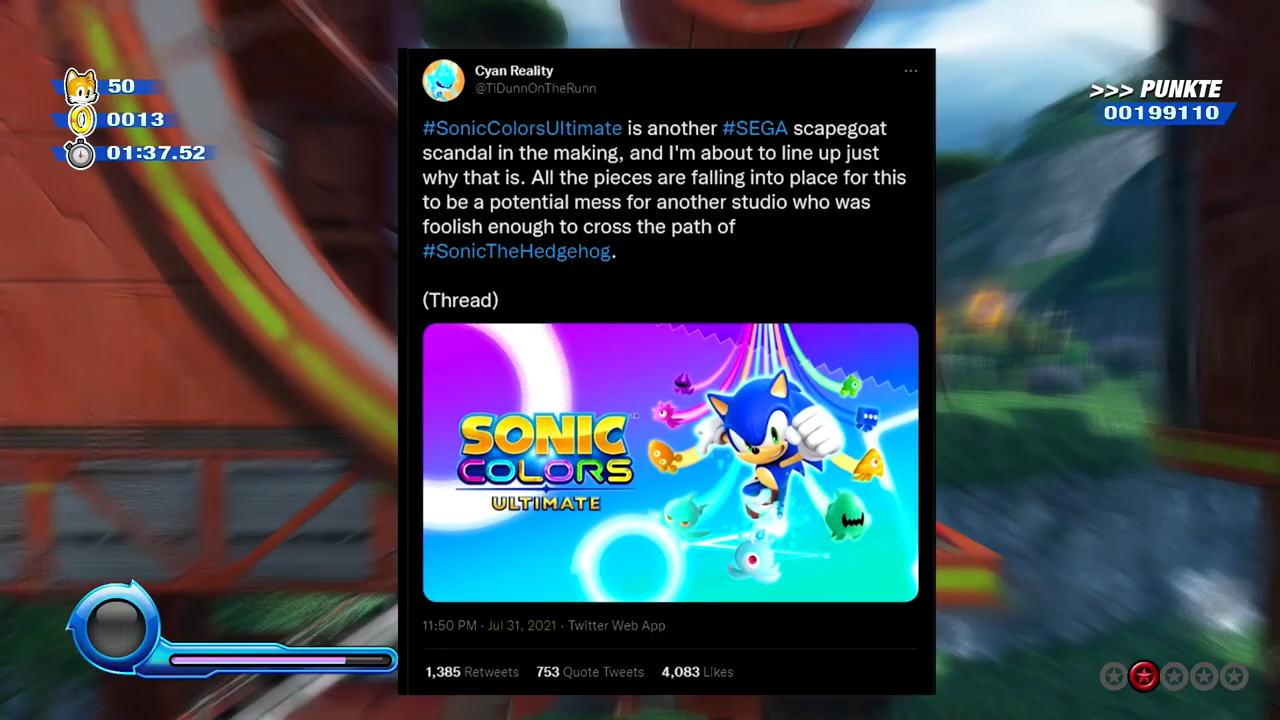 50
0013
01:37.52
>>> PUNKTE
00199110
Cyan Reality
@TiDunnOnTheRunn
#SonicColorsUltimate is another #SEGA scapegoat
scandal in the making, and I'm about to line up just
why that is. All the pieces are falling into place for this
to be a potential mess for another studio who was
foolish enough to cross the path of
#SonicTheHedgehog.
(Thread)
SONIC™
COLORS
ULTIMATE
11:50 PM · Jul 31, 2021 · Twitter Web App
1,385 Retweets 753 Quote Tweets 4,083 Likes